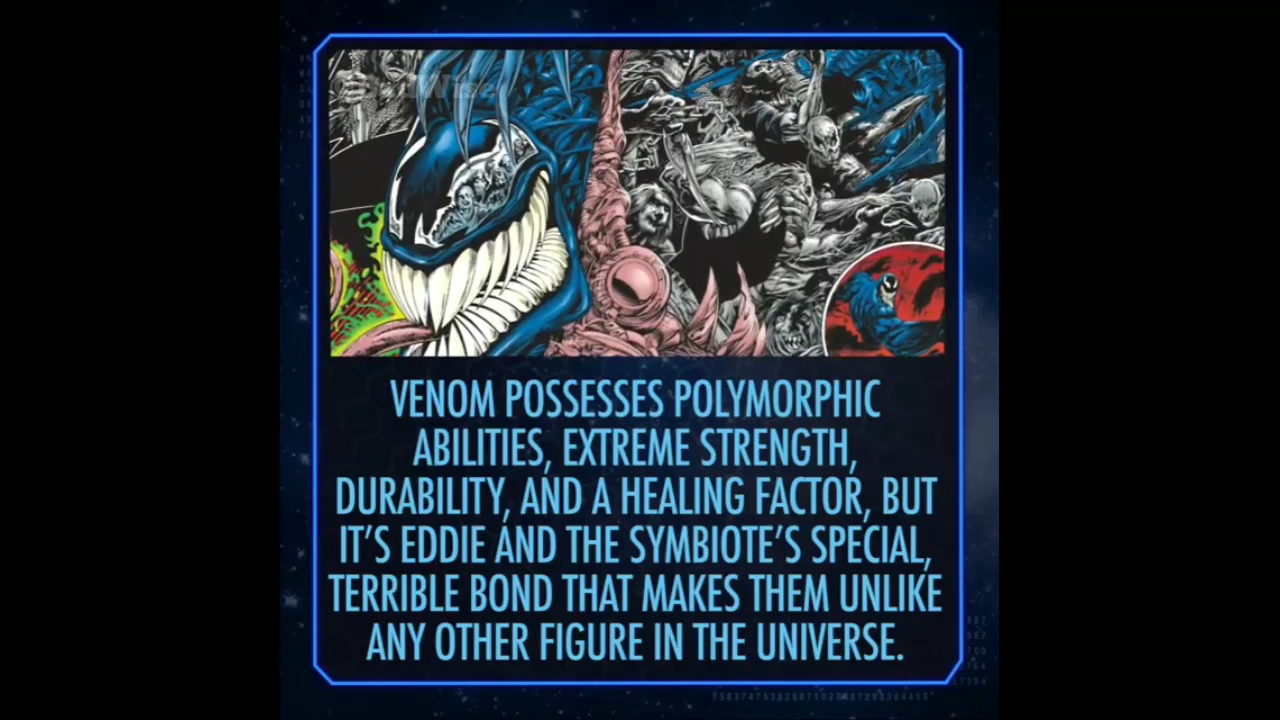 VENOM POSSESSES POLYMORPHIC
ABILITIES, EXTREME STRENGTH,
DURABILITY, AND A HEALING FACTOR, BUT
IT'S EDDIE AND THE SYMBIOTE'S SPECIAL,
TERRIBLE BOND THAT MAKES THEM UNLIKE
ANY OTHER FIGURE IN THE UNIVERSE.